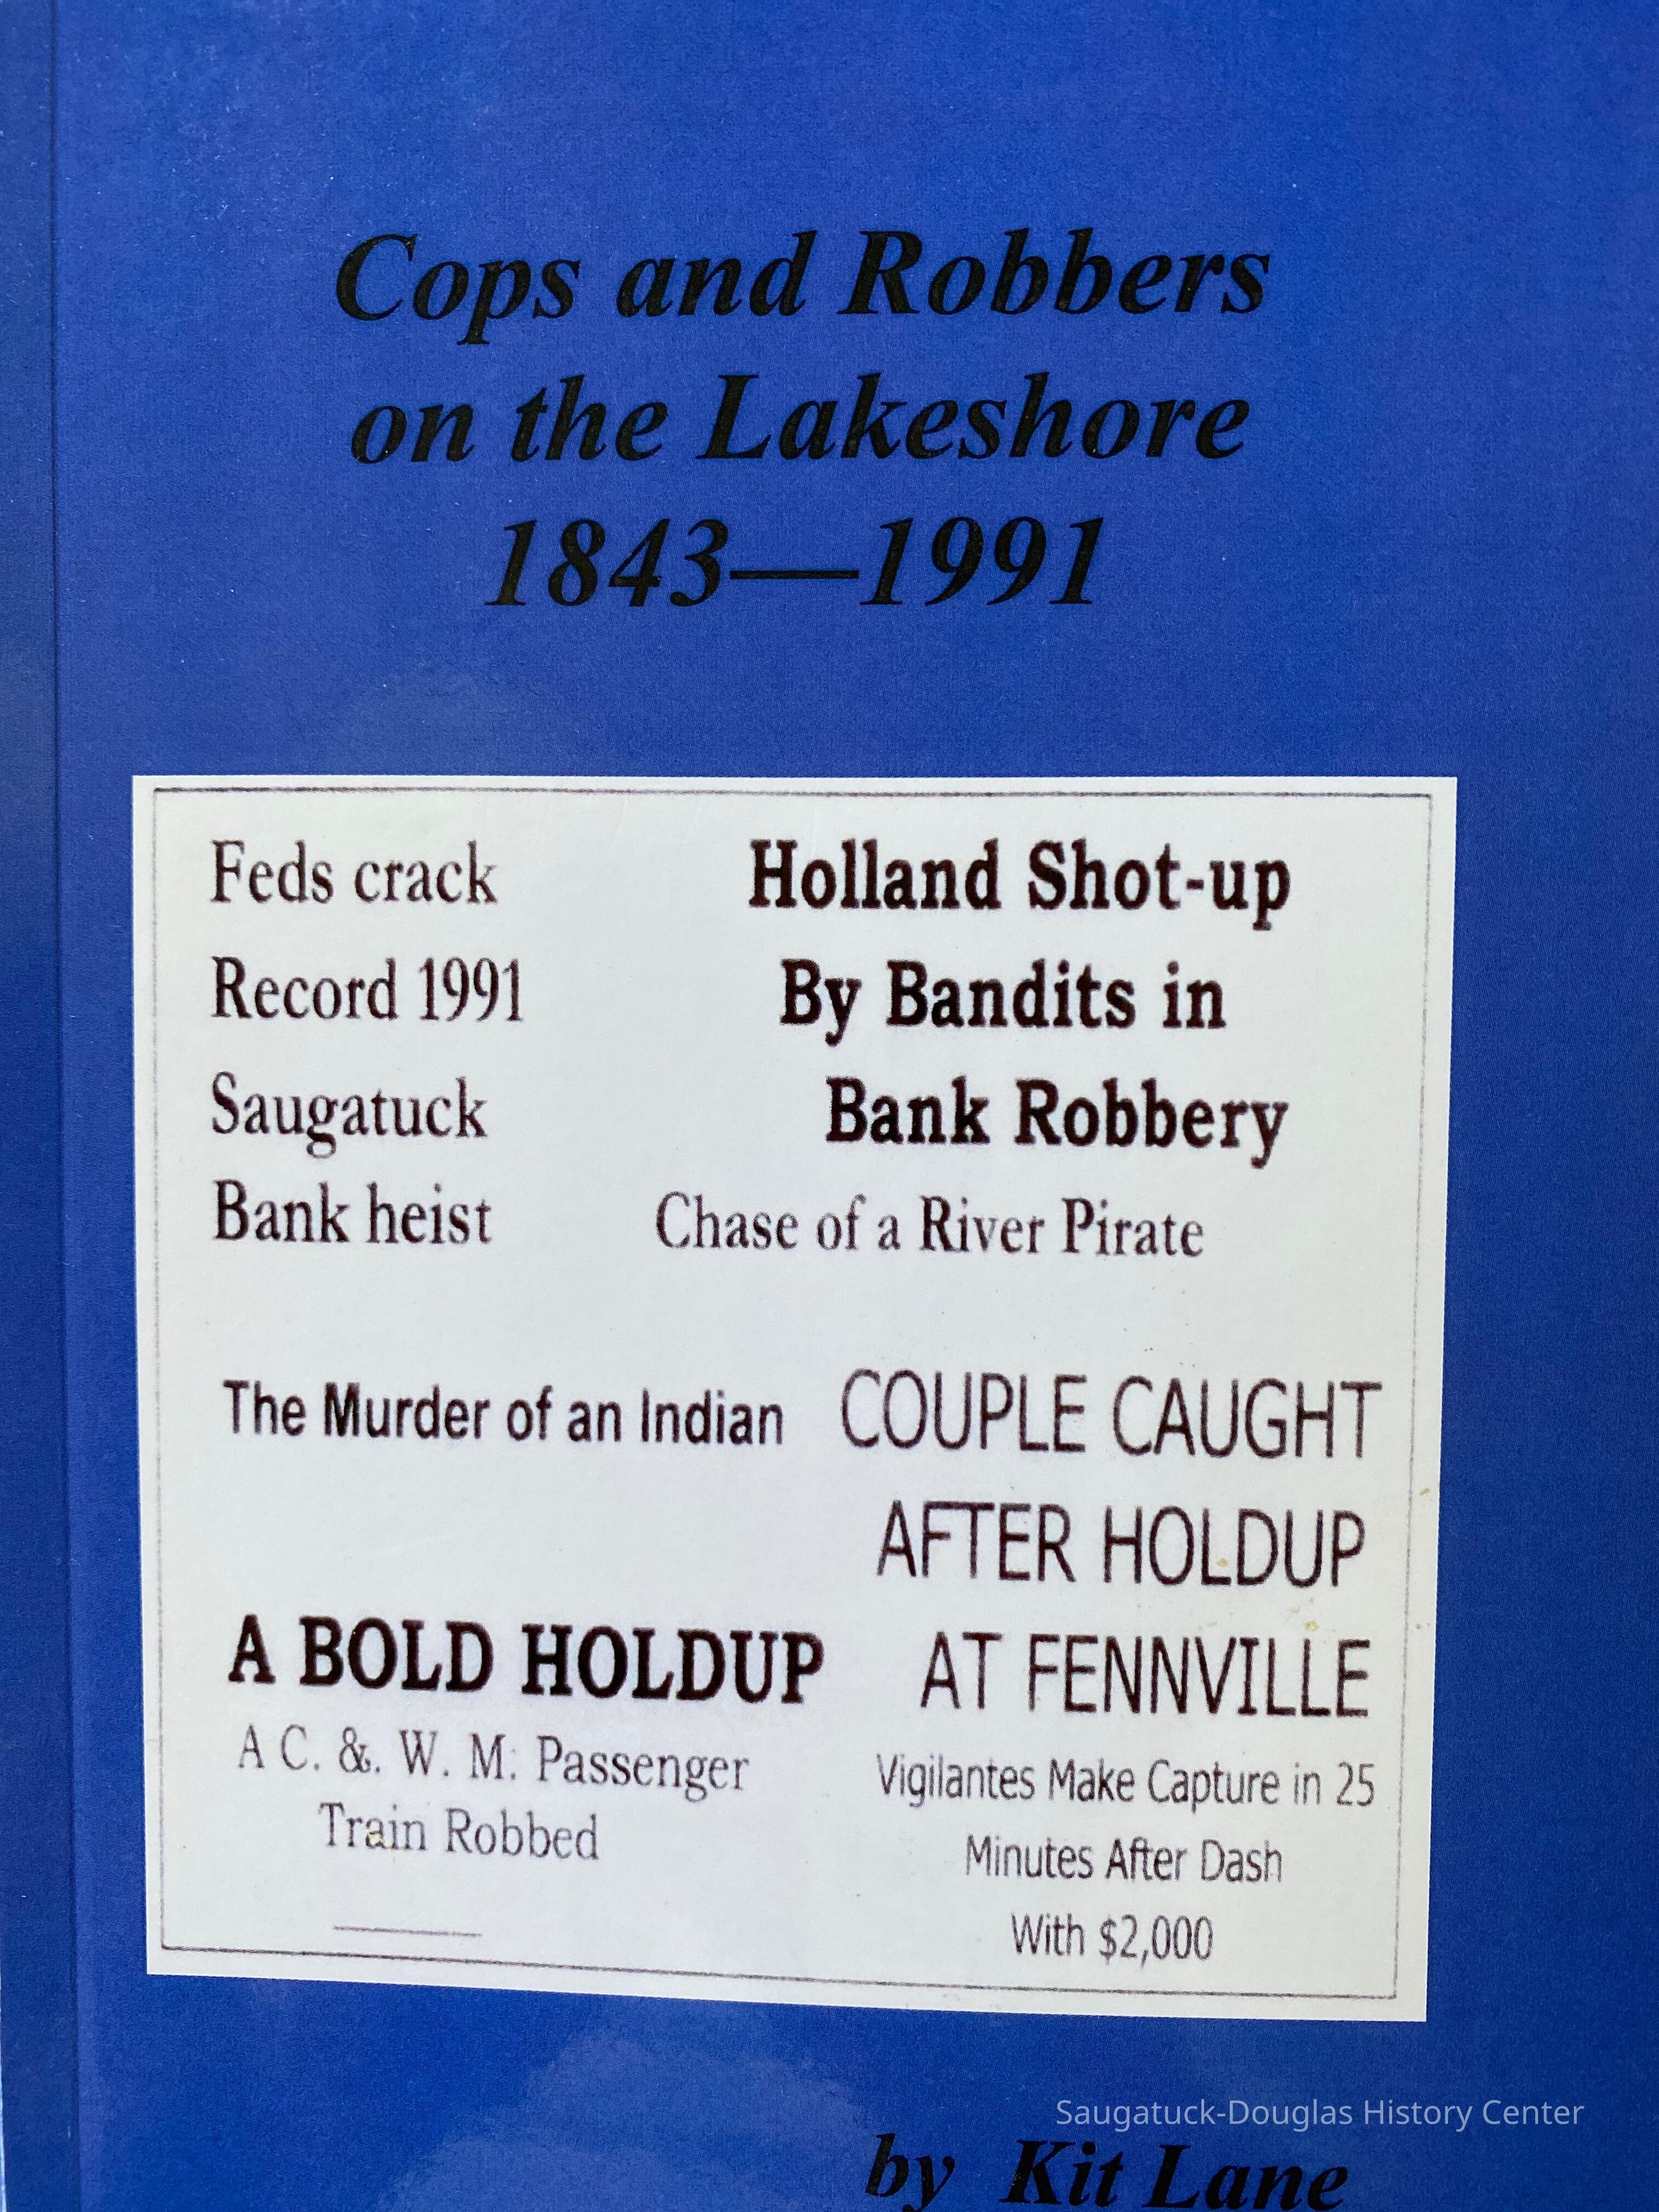 Cops and Robbers
on the Lakeshore
1843—1991
Feds crack
Record 1991
Saugatuck
Bank heist
Holland Shot-up
By Bandits in
Bank Robbery
Chase of a River Pirate
The Murder of an Indian
COUPLE CAUGHT
AFTER HOLDUP
AT FENNVILLE
Vigilantes Make Capture in 25
Minutes After Dash
With $2,000
A BOLD HOLDUP
A C. &. W. M. Passenger
Train Robbed
Saugatuck-Douglas History Center
by Kit Lane